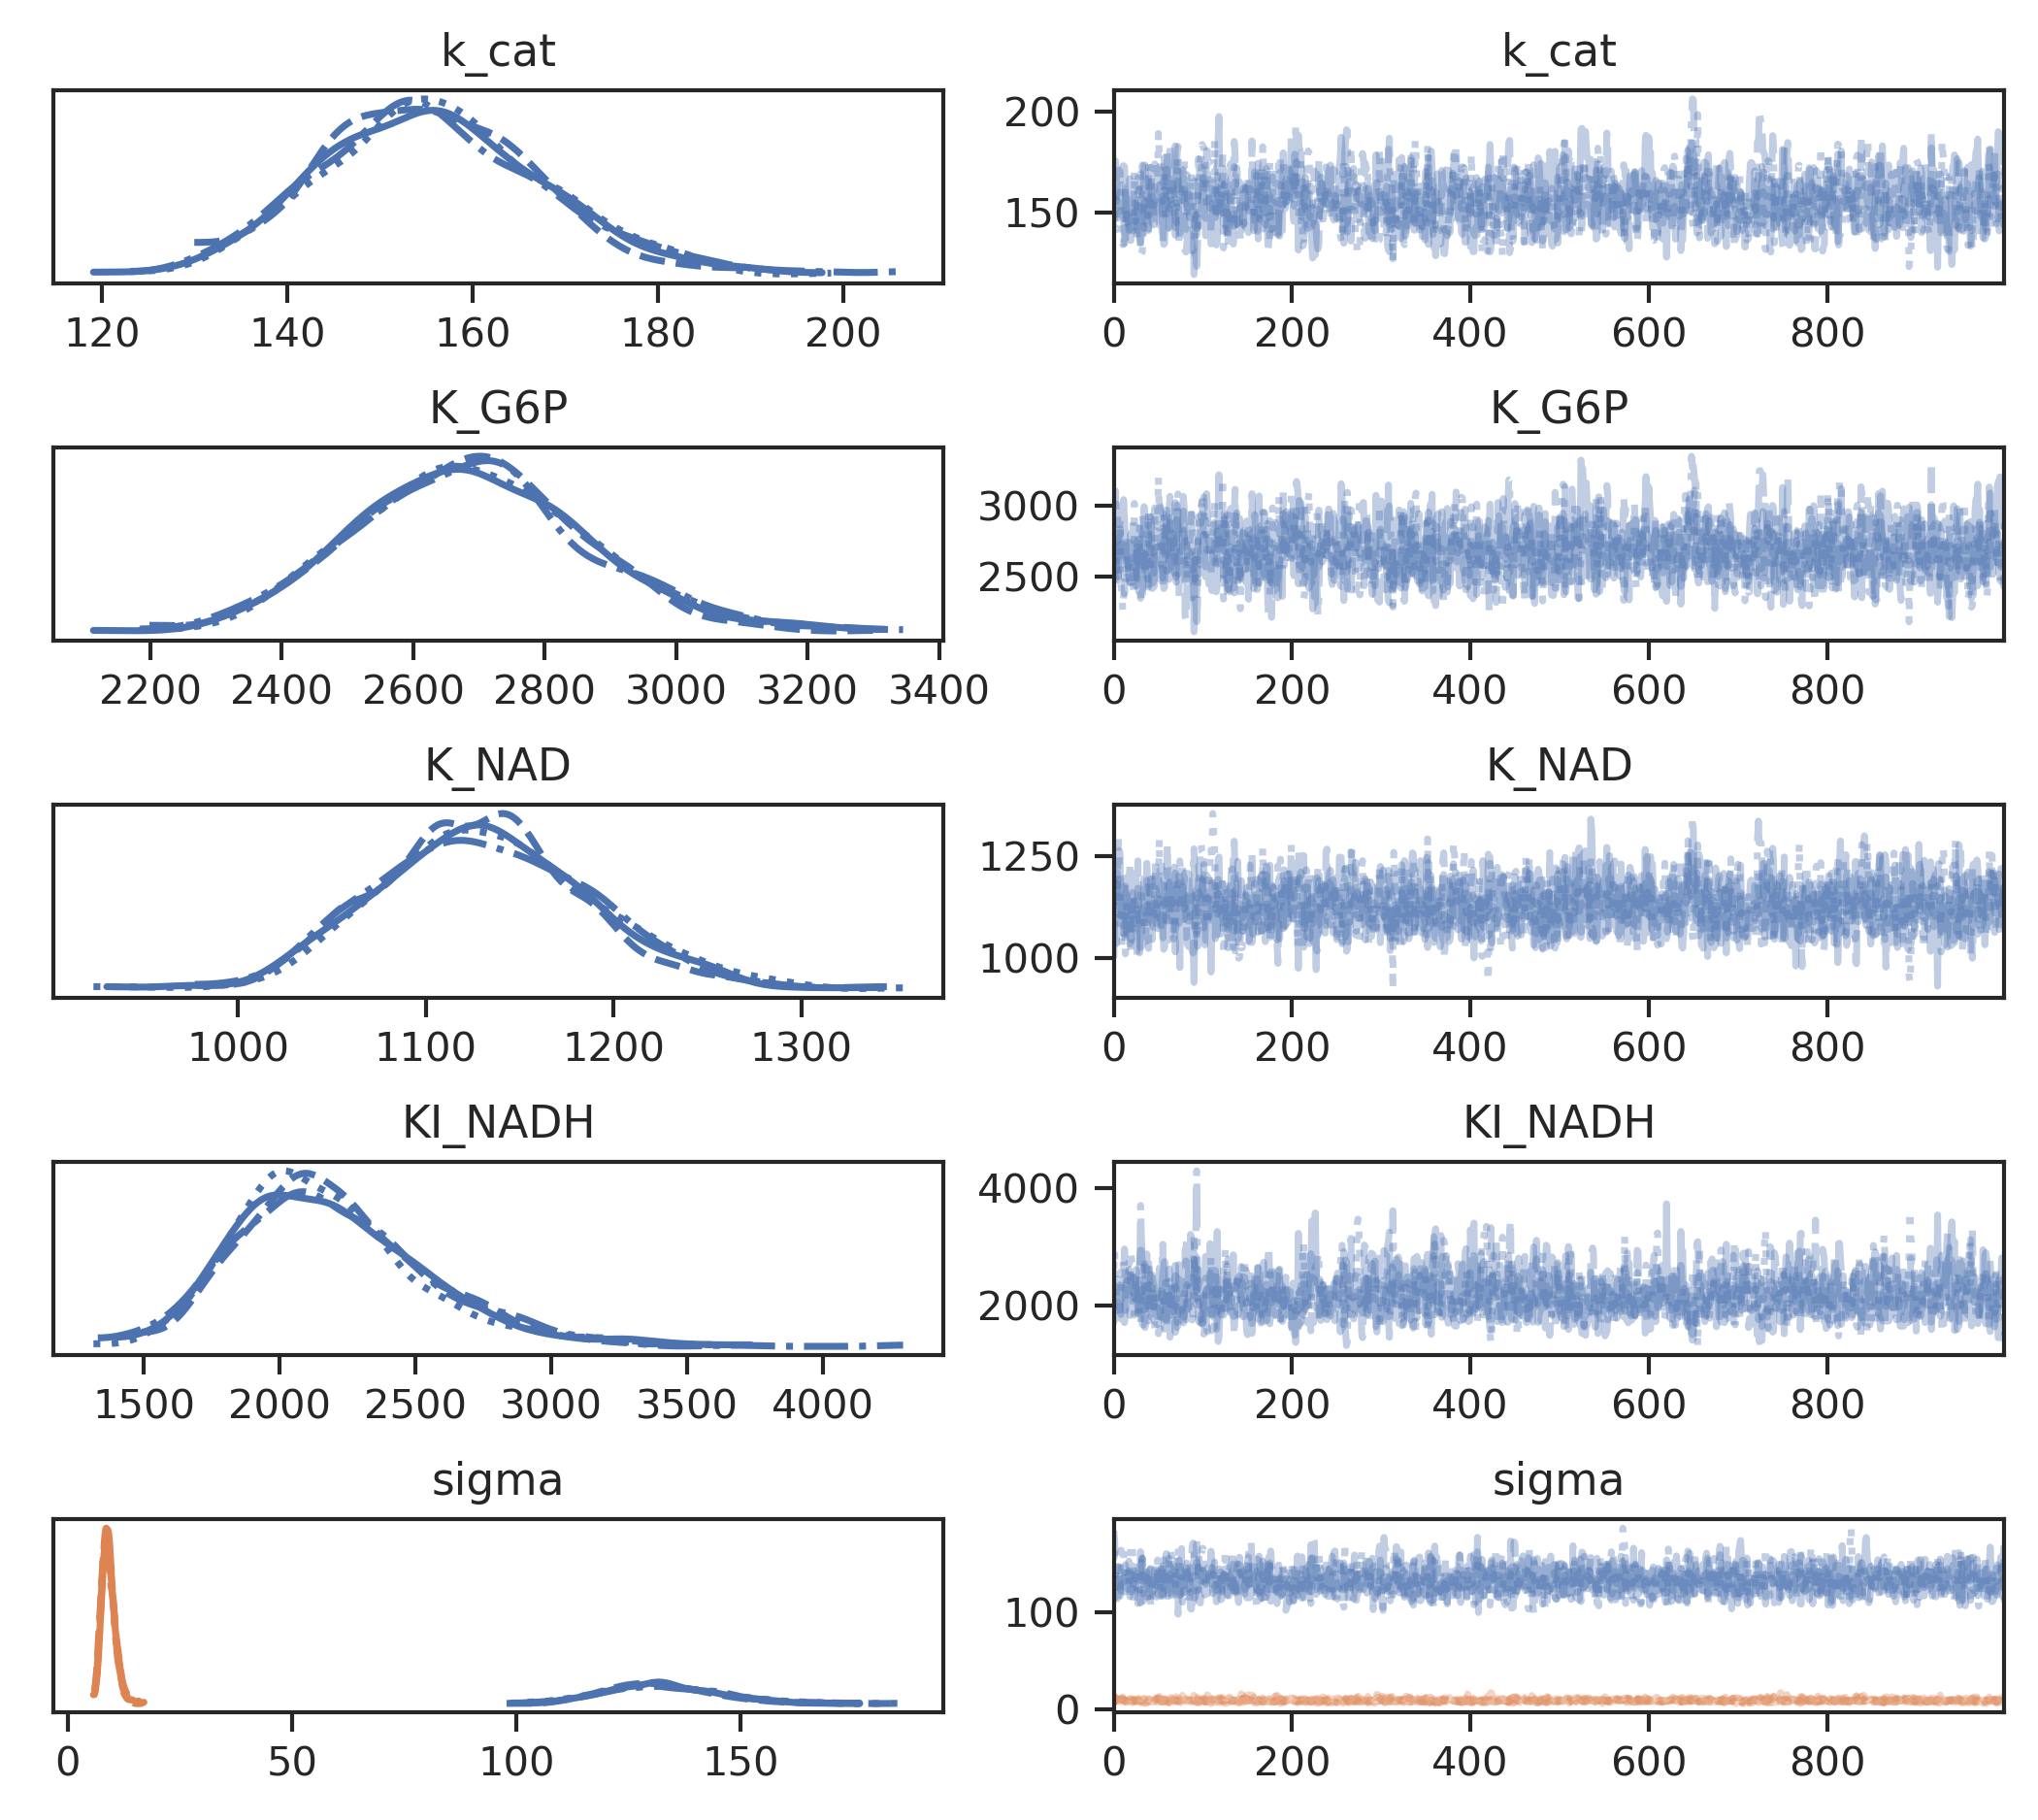 k_cat
k_cat
200
150
120 140 160 180 200
0 200 400 600 800
K_G6P
K_G6P
3000
2500
2200 2400 2600 2800 3000 3200 3400
0 200 400 600 800
K_NAD
K_NAD
1250
1000
1000 1100 1200 1300
0 200 400 600 800
KI_NADH
KI_NADH
4000
2000
1500 2000 2500 3000 3500 4000
0 200 400 600 800
sigma
sigma
100
0
0 50 100 150
0 200 400 600 800